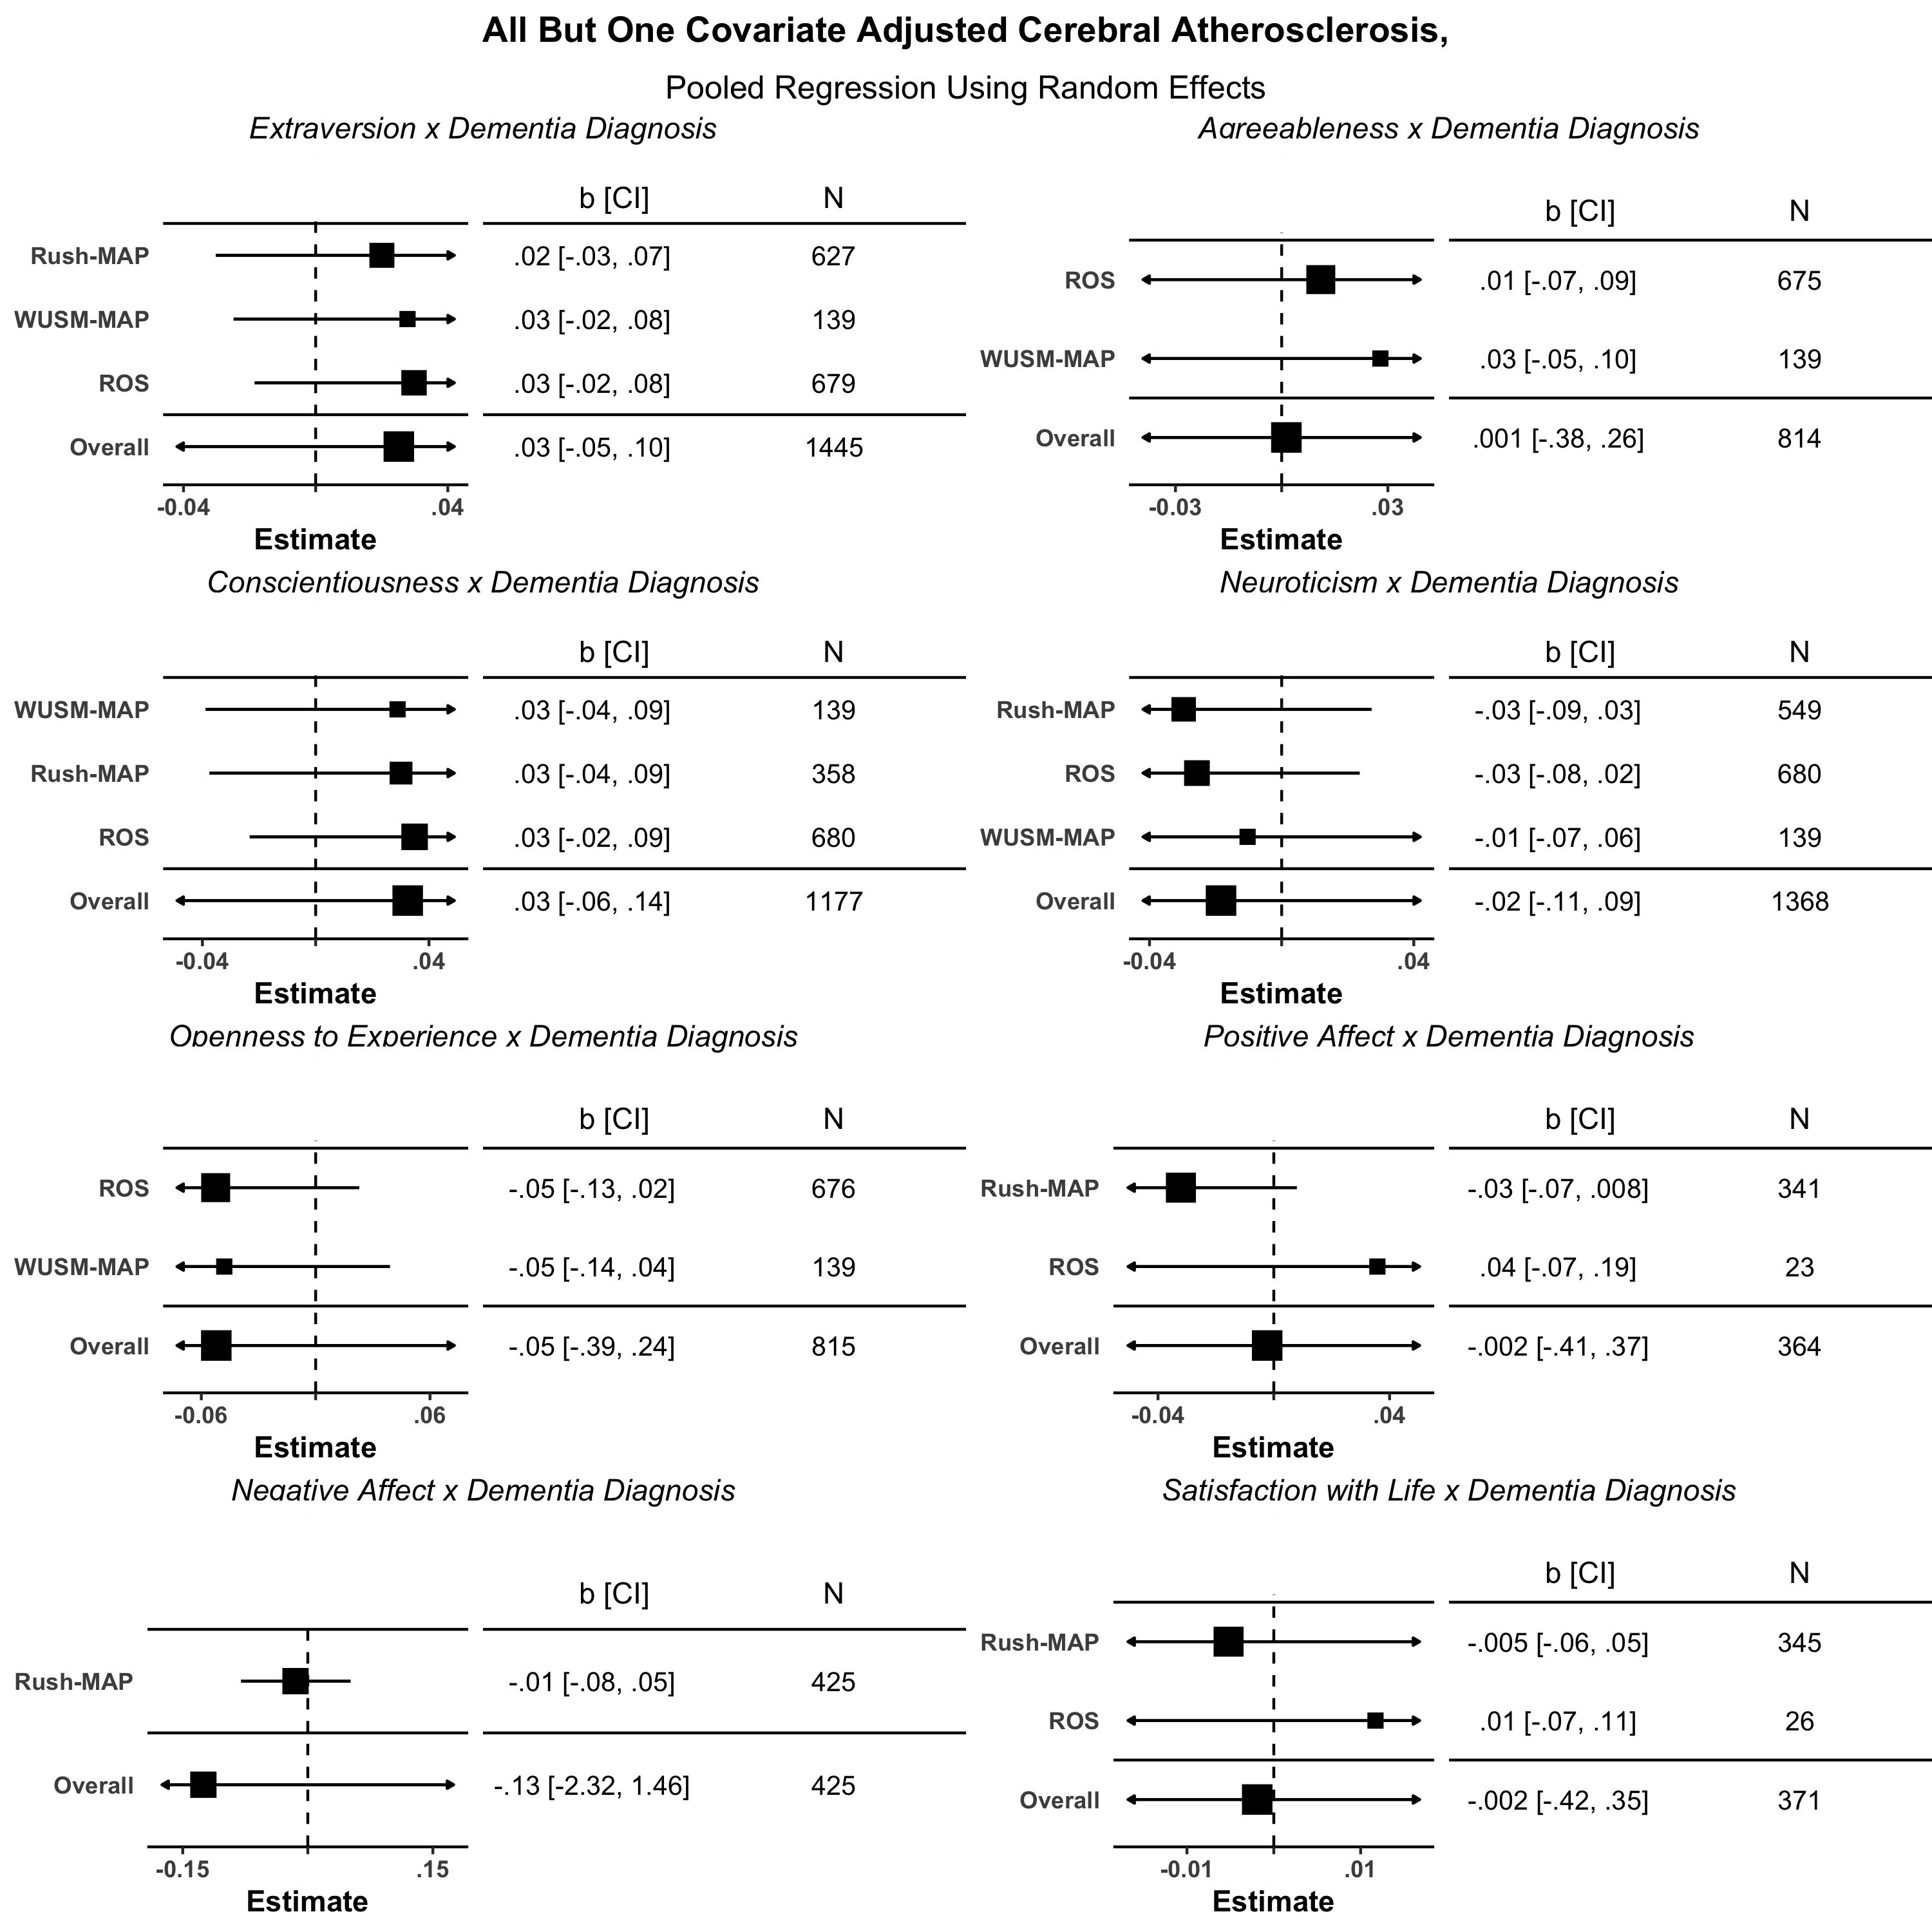 All But One Covariate Adjusted Cerebral Atherosclerosis,
Pooled Regression Using Random Effects
Extraversion x Dementia Diagnosis
b [CI] N
Rush-MAP .02 [-.03, .07] 627
WUSM-MAP .03 [-.02, .08] 139
ROS .03 [-.02, .08] 679
Overall .03 [-.05, .10] 1445
-0.04 .04
Estimate
Agreeableness x Dementia Diagnosis
b [CI] N
ROS .01 [-.07, .09] 675
WUSM-MAP .03 [-.05, .10] 139
Overall .001 [-.38, .26] 814
-0.03 .03
Estimate
Conscientiousness x Dementia Diagnosis
b [CI] N
WUSM-MAP .03 [-.04, .09] 139
Rush-MAP .03 [-.04, .09] 358
ROS .03 [-.02, .09] 680
Overall .03 [-.06, .14] 1177
-0.04 .04
Estimate
Neuroticism x Dementia Diagnosis
b [CI] N
Rush-MAP -.03 [-.09, .03] 549
ROS -.03 [-.08, .02] 680
WUSM-MAP -.01 [-.07, .06] 139
Overall -.02 [-.11, .09] 1368
-0.04 .04
Estimate
Openness to Experience x Dementia Diagnosis
b [CI] N
ROS -.05 [-.13, .02] 676
WUSM-MAP -.05 [-.14, .04] 139
Overall -.05 [-.39, .24] 815
-0.06 .06
Estimate
Positive Affect x Dementia Diagnosis
b [CI] N
Rush-MAP -.03 [-.07, .008] 341
ROS .04 [-.07, .19] 23
Overall -.002 [-.41, .37] 364
-0.04 .04
Estimate
Negative Affect x Dementia Diagnosis
b [CI] N
Rush-MAP -.01 [-.08, .05] 425
Overall -.13 [-2.32, 1.46] 425
-0.15 .15
Estimate
Satisfaction with Life x Dementia Diagnosis
b [CI] N
Rush-MAP -.005 [-.06, .05] 345
ROS .01 [-.07, .11] 26
Overall -.002 [-.42, .35] 371
-0.01 .01
Estimate